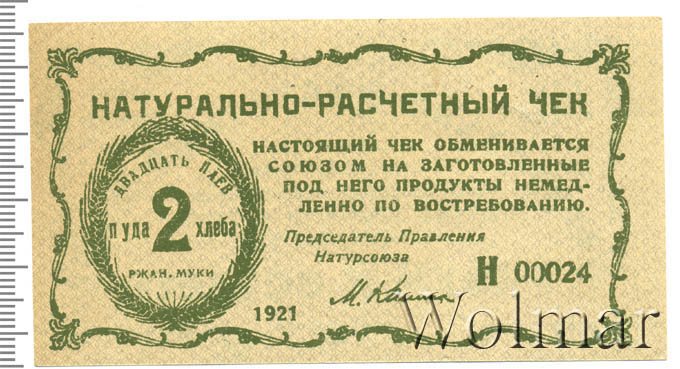 НАТУРАЛЬНО-РАСЧЕТНЫЙ ЧЕК
ДВАДЦАТЬ ПАЕВ
пуда 2 хлеба
РЖАН. МУКИ
НАСТОЯЩИЙ ЧЕК ОБМЕНИВАЕТСЯ
СОЮЗОМ НА ЗАГОТОВЛЕННЫЕ
ПОД НЕГО ПРОДУКТЫ НЕМЕД-
ЛЕННО ПО ВОСТРЕБОВАНИЮ.
Председатель Правления
Натурсоюза
Н 00024
1921
Wolmar